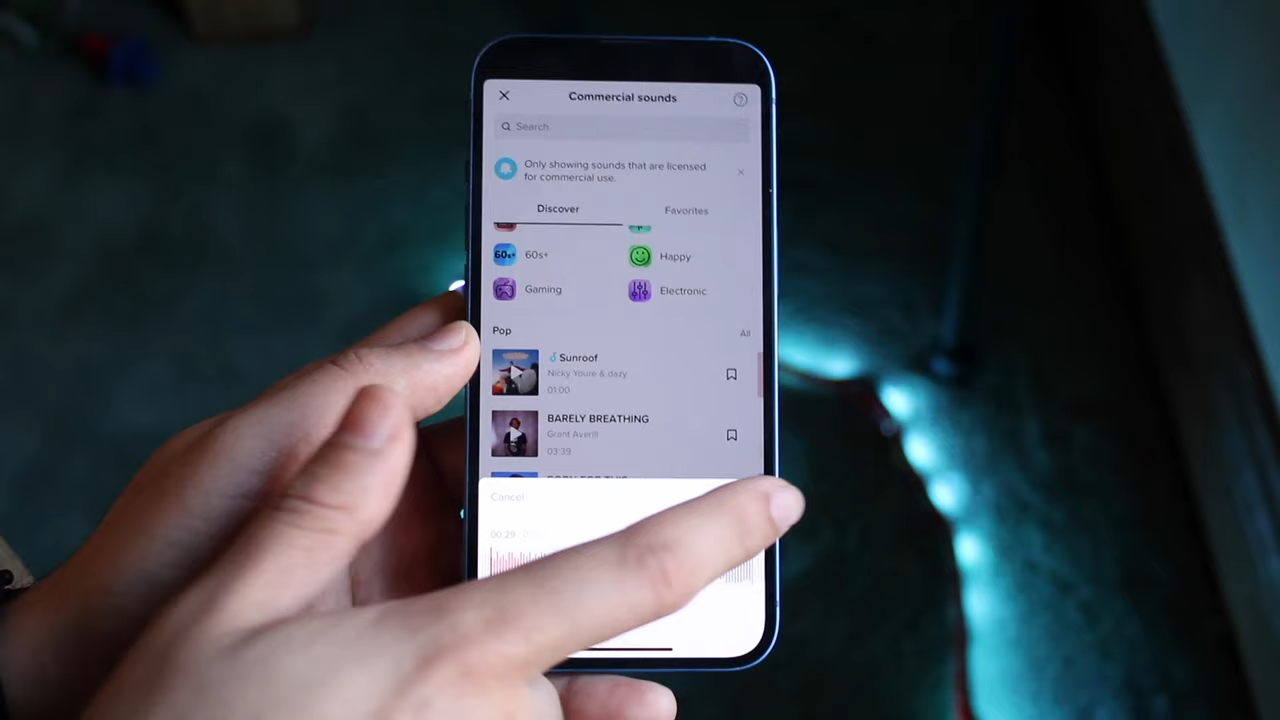 Commercial sounds
Search
Only showing sounds that are licensed
for commercial use.
Discover
Favorites
60s+
60s+
Happy
Gaming
Electronic
Pop
All
Sunroof
Nicky Youre & dazy
01:00
BARELY BREATHING
Grant Averill
03:39
Cancel
00:29